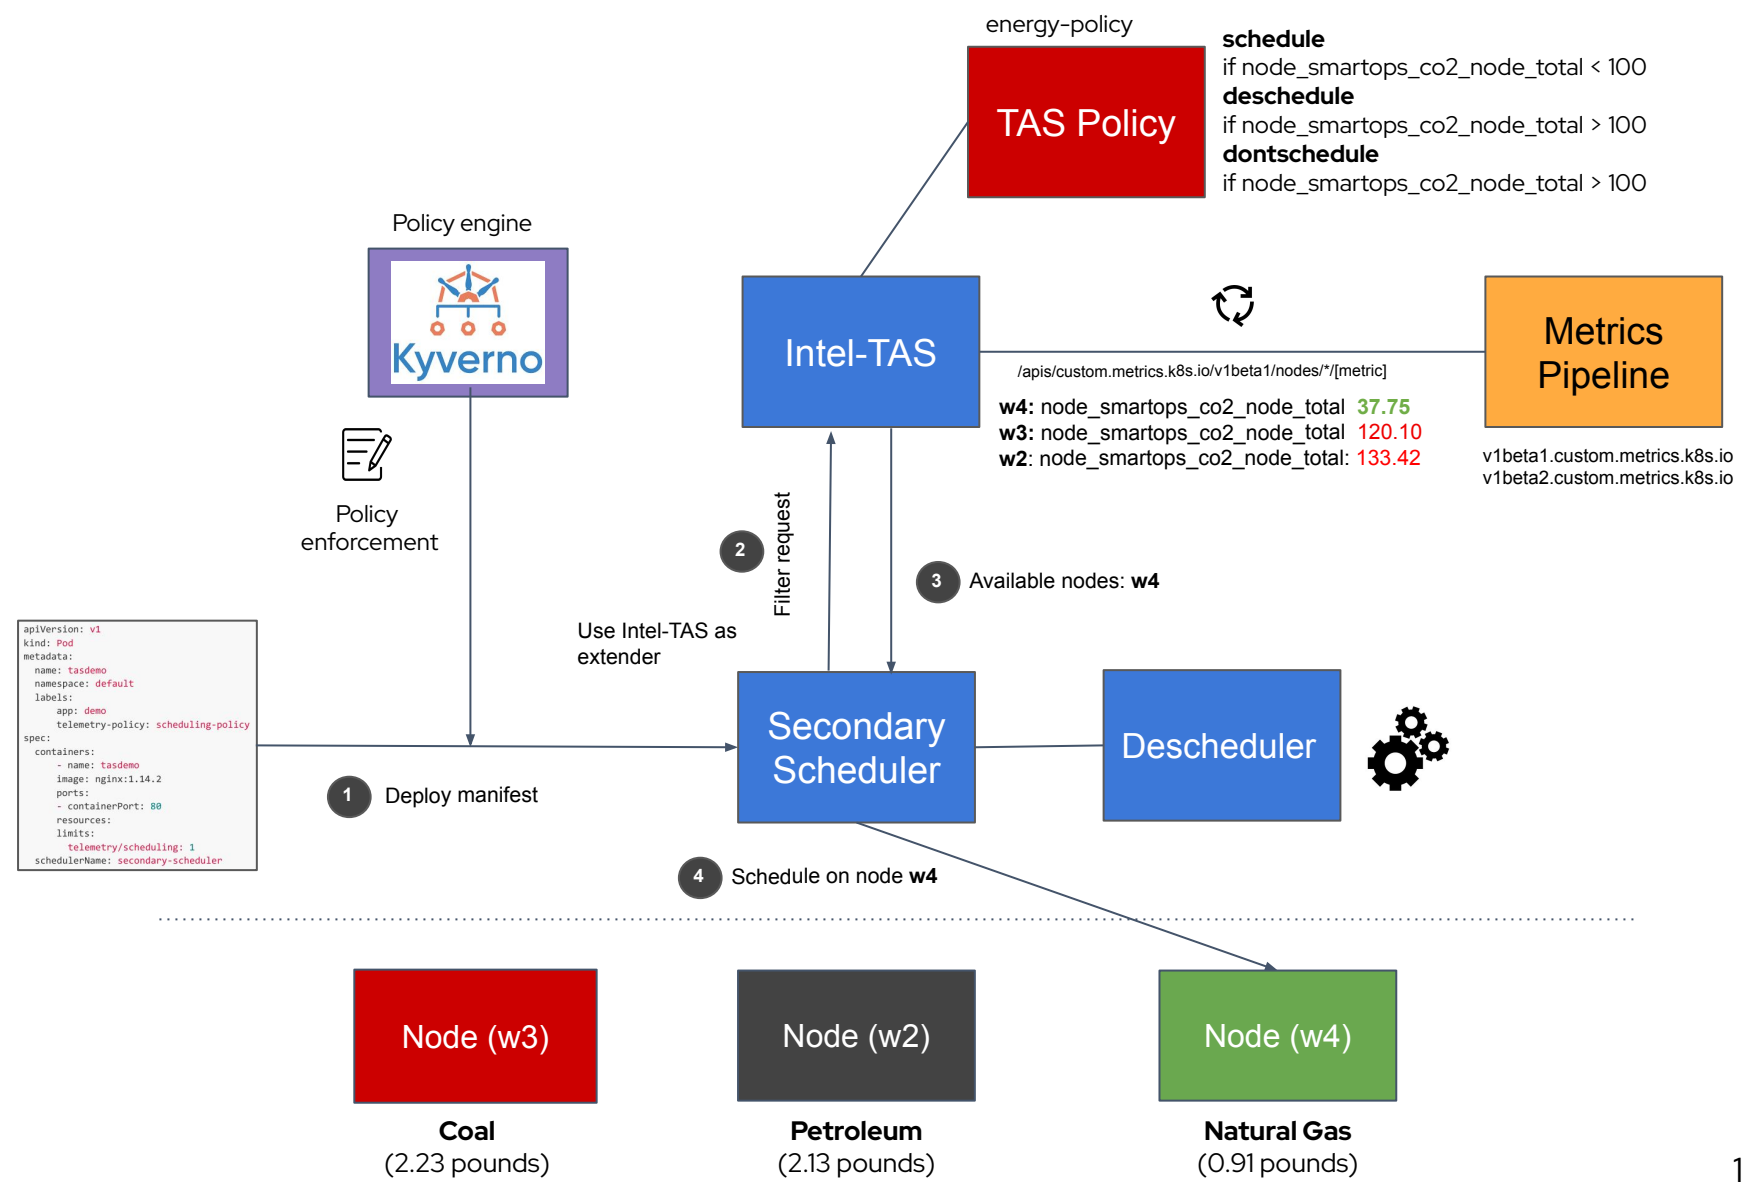 energy-policy
TAS Policy
schedule
if node_smartops_co2_node_total < 100
deschedule
if node_smartops_co2_node_total > 100
dontschedule
if node_smartops_co2_node_total > 100
Policy engine
Kyverno
Policy
enforcement
Intel-TAS
/apis/custom.metrics.k8s.io/v1beta1/nodes/*/[metric]
w4: node_smartops_co2_node_total 37.75
w3: node_smartops_co2_node_total 120.10
w2: node_smartops_co2_node_total: 133.42
Metrics
Pipeline
v1beta1.custom.metrics.k8s.io
v1beta2.custom.metrics.k8s.io
2
Filter request
3
Available nodes: w4
Use Intel-TAS as
extender
apiVersion: v1
kind: Pod
metadata:
name: tasdemo
namespace: default
labels:
app: demo
telemetry-policy: scheduling-policy
spec:
containers:
- name: tasdemo
image: nginx:1.14.2
ports:
- containerPort: 80
resources:
limits:
telemetry/scheduling: 1
schedulerName: secondary-scheduler
1
Deploy manifest
Secondary
Scheduler
Descheduler
4
Schedule on node w4
Node (w3)
Coal
(2.23 pounds)
Node (w2)
Petroleum
(2.13 pounds)
Node (w4)
Natural Gas
(0.91 pounds)
1